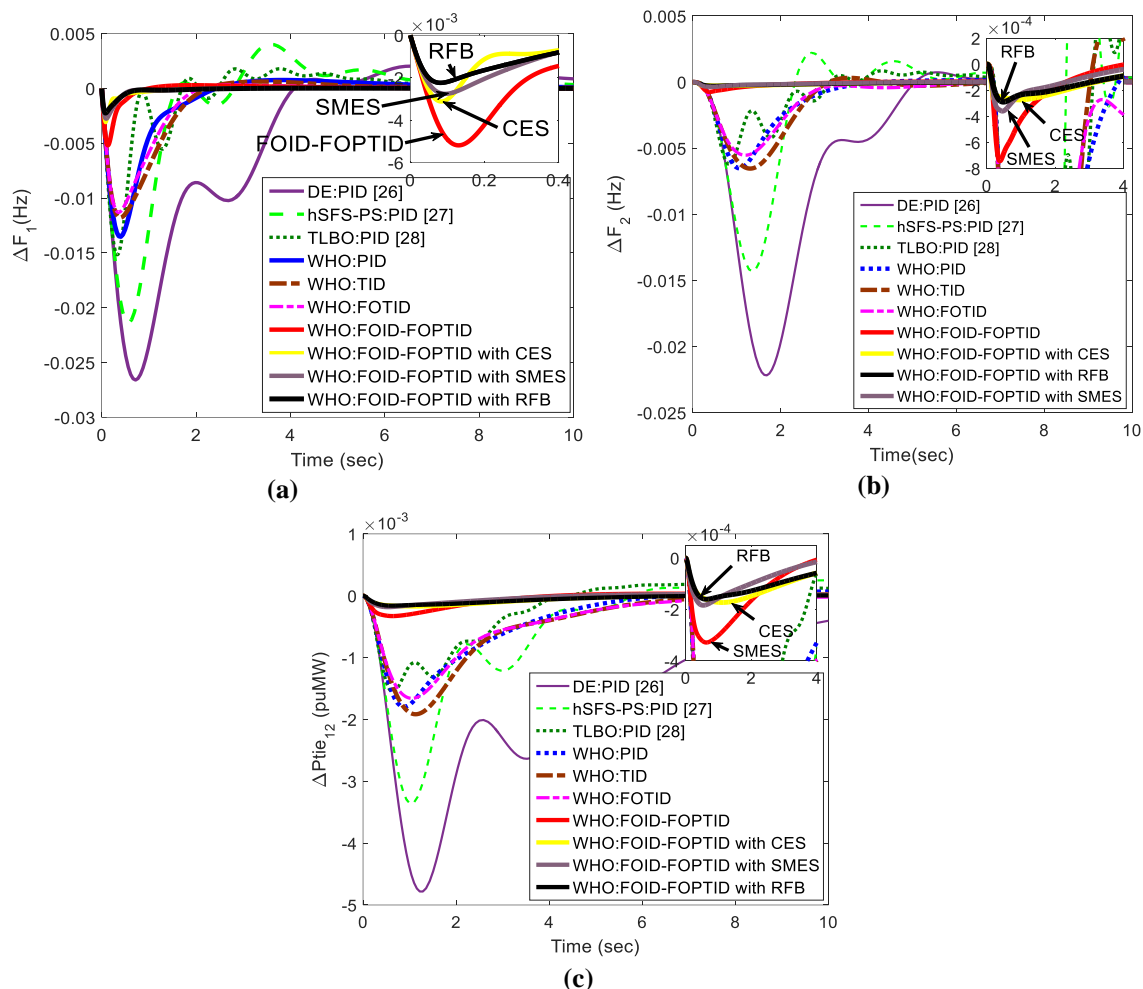 0.005
0
-0.005
-0.01
-0.015
-0.02
-0.025
-0.03
ΔF1(Hz)
0 2 4 6 8 10
Time (sec)
(a)
×10-3
0
-2
-4
-6
0 0.2 0.4
RFB
SMES
CES
FOID-FOPTID
DE:PID [26]
hSFS-PS:PID [27]
TLBO:PID [28]
WHO:PID
WHO:TID
WHO:FOTID
WHO:FOID-FOPTID
WHO:FOID-FOPTID with CES
WHO:FOID-FOPTID with SMES
WHO:FOID-FOPTID with RFB
0.005
0
-0.005
-0.01
-0.015
-0.02
-0.025
ΔF2 (Hz)
0 2 4 6 8 10
Time(sec)
(b)
×10-4
2
0
-2
-4
-6
-8
0 2 4
RFB
CES
SMES
DE:PID [26]
hSFS-PS:PID [27]
TLBO:PID [28]
WHO:PID
WHO:TID
WHO:FOTID
WHO:FOID-FOPTID
WHO:FOID-FOPTID with CES
WHO:FOID-FOPTID with RFB
WHO:FOID-FOPTID with SMES
×10-3
1
0
-1
-2
-3
-4
-5
ΔPtie12 (puMW)
0 2 4 6 8 10
Time (sec)
(c)
×10-4
0
-2
-4
0 2 4
RFB
CES
SMES
DE:PID [26]
hSFS-PS:PID [27]
TLBO:PID [28]
WHO:PID
WHO:TID
WHO:FOTID
WHO:FOID-FOPTID
WHO:FOID-FOPTID with CES
WHO:FOID-FOPTID with SMES
WHO:FOID-FOPTID with RFB